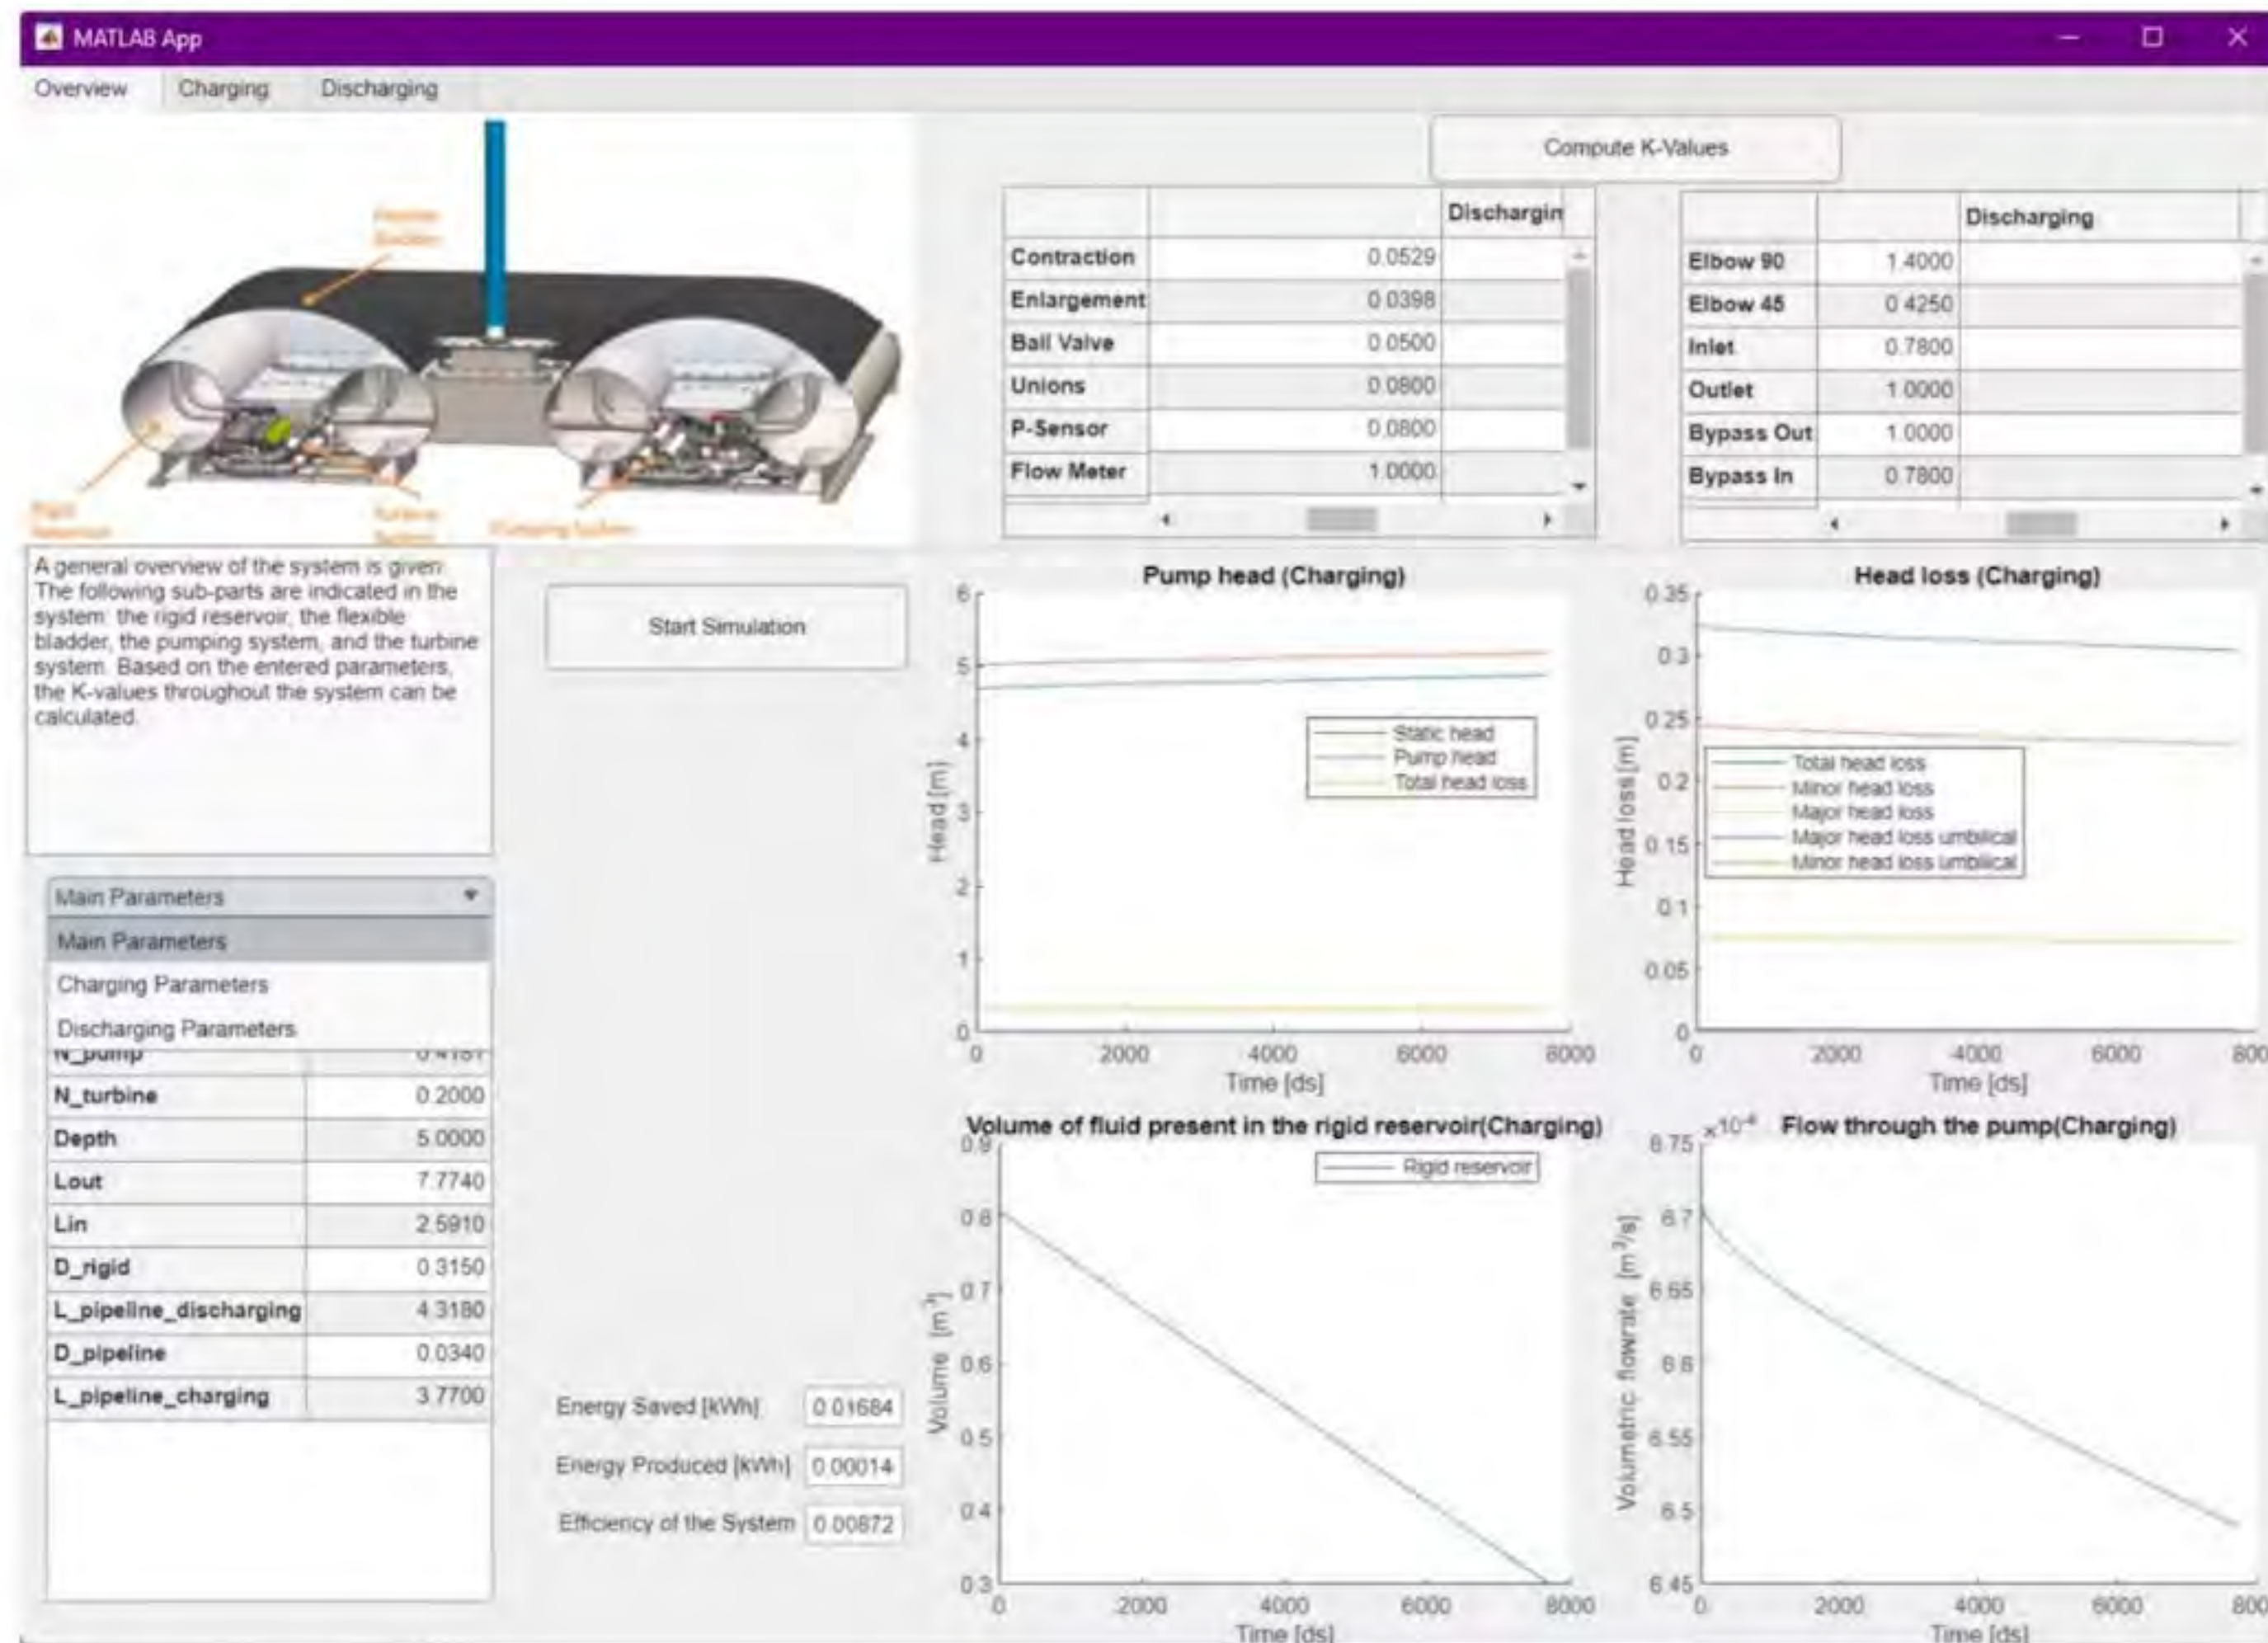 MATLAB App
Overview Charging Discharging
Compute K-Values
Dischargin
Contraction 0.0529
Enlargement 0.0398
Ball Valve 0.0500
Unions 0.0800
P-Sensor 0.0800
Flow Meter 1.0000
Discharging
Elbow 90 1.4000
Elbow 45 0.4250
Inlet 0.7800
Outlet 1.0000
Bypass Out 1.0000
Bypass In 0.7800
Rigid
Turbine
Pumping System
A general overview of the system is given.
The following sub-parts are indicated in the
system: the rigid reservoir, the flexible
bladder, the pumping system, and the turbine
system. Based on the entered parameters,
the K-values throughout the system can be
calculated.
Start Simulation
Main Parameters
Main Parameters
Charging Parameters
Discharging Parameters
N_pump
N_turbine 0.2000
Depth 5.0000
Lout 7.7740
Lin 2.5910
D_rigid 0.3150
L_pipeline_discharging 4.3180
D_pipeline 0.0340
L_pipeline_charging 3.7700
Energy Saved [kWh] 0.01684
Energy Produced [kWh] 0.00014
Efficiency of the System 0.00872
Pump head (Charging)
Head [m]
6
5
4
3
2
1
0
Static head
Pump head
Total head loss
0 2000 4000 6000 8000
Time [ds]
Head loss (Charging)
Head loss [m]
0.35
0.3
0.25
0.2
0.15
0.1
0.05
0
Total head loss
Minor head loss
Major head loss
Major head loss umbilical
Minor head loss umbilical
0 2000 4000 6000 800
Time [ds]
Volume of fluid present in the rigid reservoir(Charging)
Volume [m³]
0.9
0.8
0.7
0.6
0.5
0.4
0.3
Rigid reservoir
0 2000 4000 6000 8000
Time [ds]
Flow through the pump(Charging)
Volumetric flowrate [m³/s]
6.75
6.7
6.65
6.6
6.55
6.5
6.45
0 2000 4000 6000 800
Time [ds]